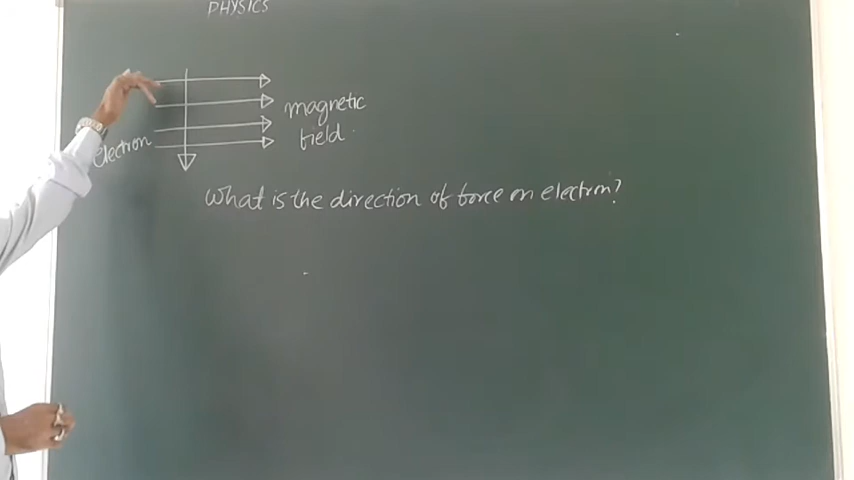 PHYSICS
magnetic
field.
electron
What is the direction of force on electron?